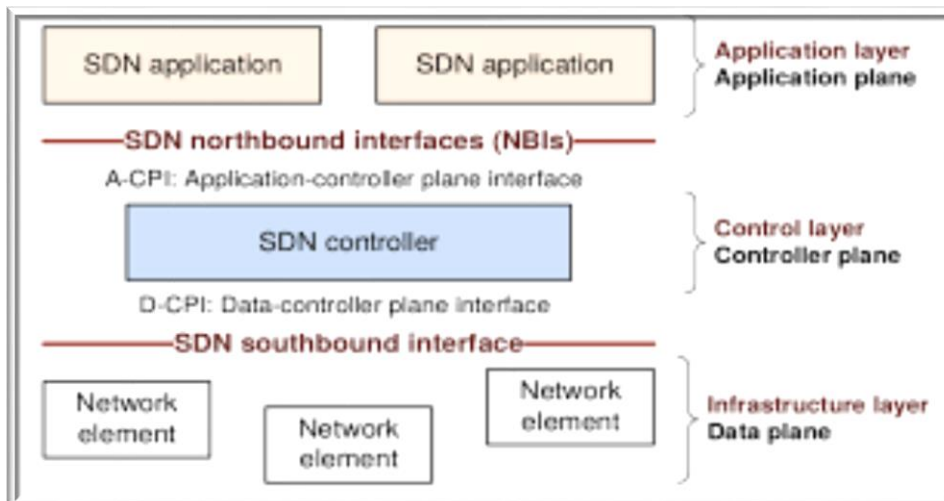 SDN application
SDN application
Application layer
Application plane
SDN northbound interfaces (NBIs)
A-CPI: Application-controller plane interface
SDN controller
Control layer
Controller plane
D-CPI: Data-controller plane interface
SDN southbound interface
Network
element
Network
element
Network
element
Infrastructure layer
Data plane